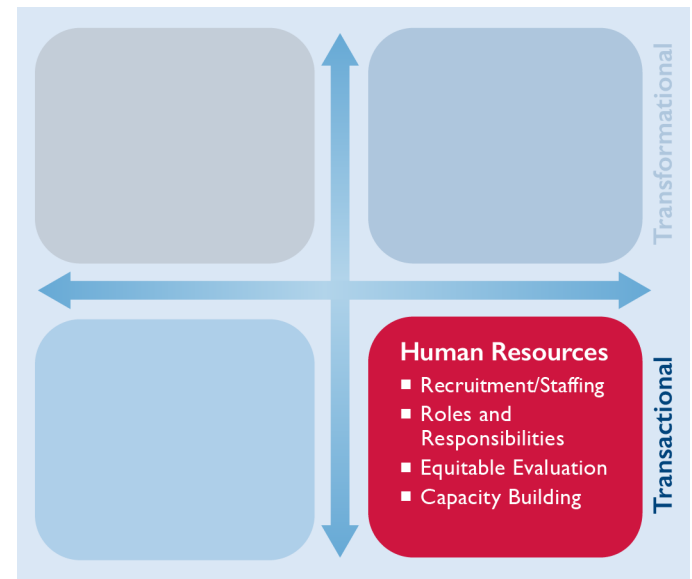 Transformational
Human Resources
■ Recruitment/Staffing
■ Roles and
Responsibilities
■ Equitable Evaluation
■ Capacity Building
Transactional